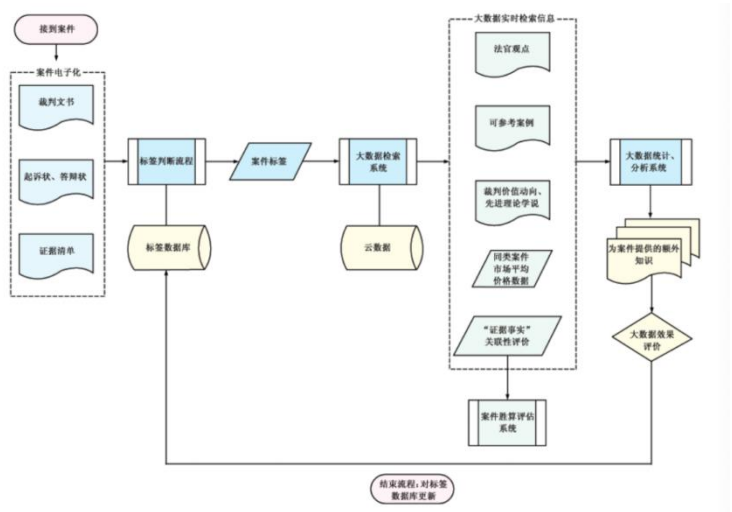 接到案件
案件电子化
裁判文书
起诉状、答辩状
证据清单
标签判断流程
标签数据库
案件标签
大数据检索
系统
云数据
大数据实时检索信息
法官观点
可参考案例
裁判价值动向、
先进理论学说
同类案件
市场平均
价格数据
“证据事实”
关联性评价
案件胜算评估
系统
大数据统计、
分析系统
为案件提供的额外
知识
大数据效果
评价
结束流程：对标签
数据库更新